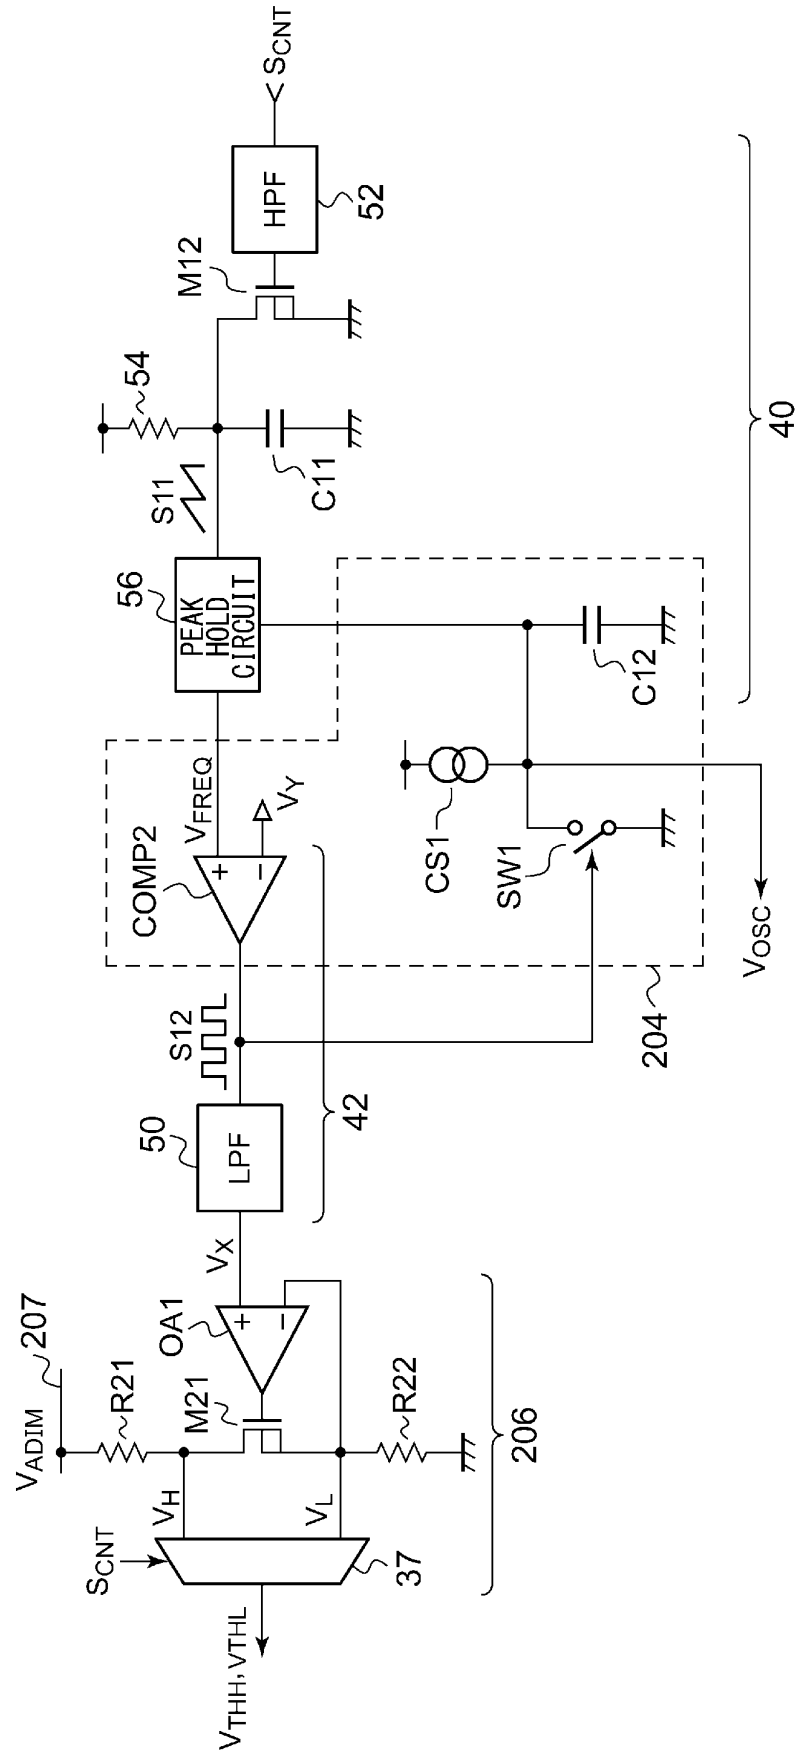 < SCNT
HPF
52
M12
54
C11
S11
40
56
PEAK
HOLD
CIRCUIT
C12
VFREQ
VY
COMP2
+
−
CS1
SW1
VOSC
204
S12
42
50
LPF
VX
OA1
+
−
207
VADIM
R21
M21
R22
206
VH
VL
SCNT
37
VTHH, VTHL